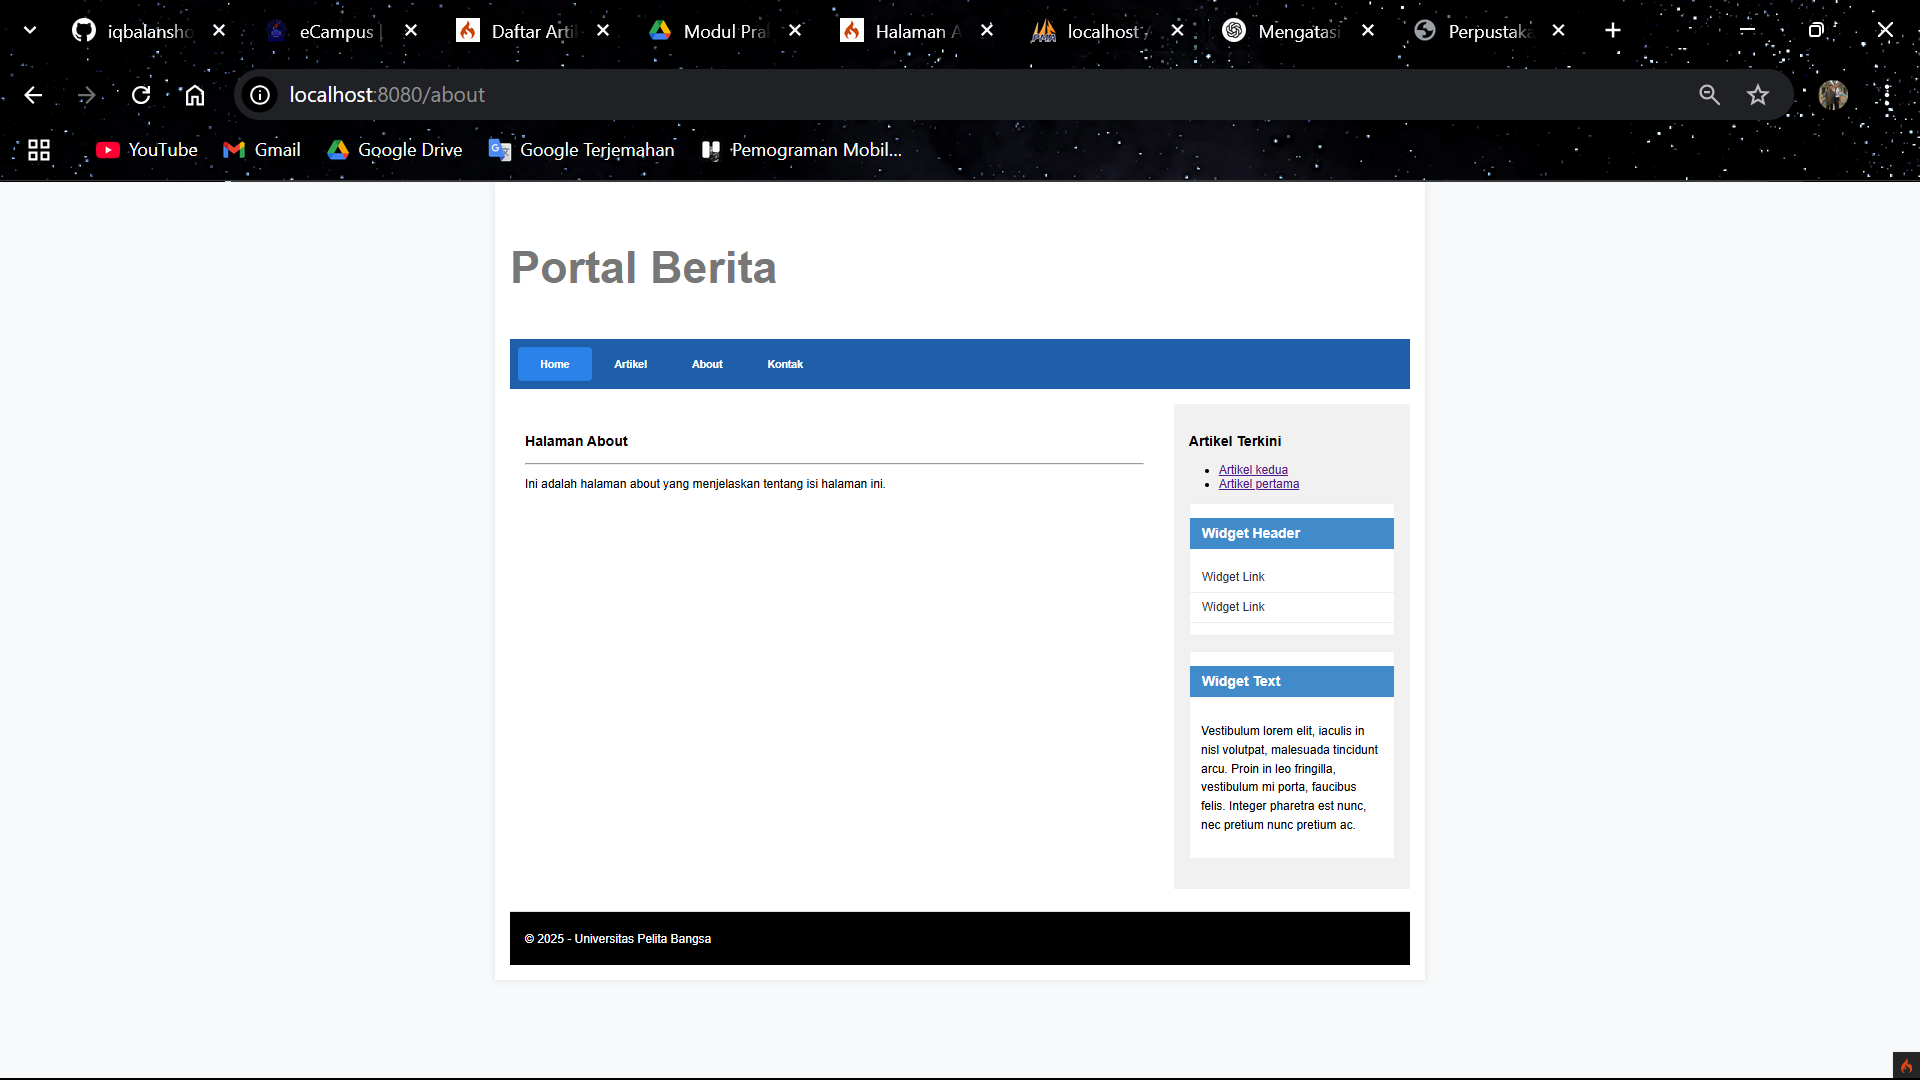 iqbalansho
eCampus |
Daftar Arti
Modul Pra
Halaman A
localhost /
Mengatasi
Perpustaka
localhost:8080/about
YouTube
Gmail
Google Drive
Google Terjemahan
Pemograman Mobil...
Portal Berita
Home
Artikel
About
Kontak
Halaman About
Ini adalah halaman about yang menjelaskan tentang isi halaman ini.
Artikel Terkini
Artikel kedua
Artikel pertama
Widget Header
Widget Link
Widget Link
Widget Text
Vestibulum lorem elit, iaculis in
nisl volutpat, malesuada tincidunt
arcu. Proin in leo fringilla,
vestibulum mi porta, faucibus
felis. Integer pharetra est nunc,
nec pretium nunc pretium ac.
© 2025 - Universitas Pelita Bangsa